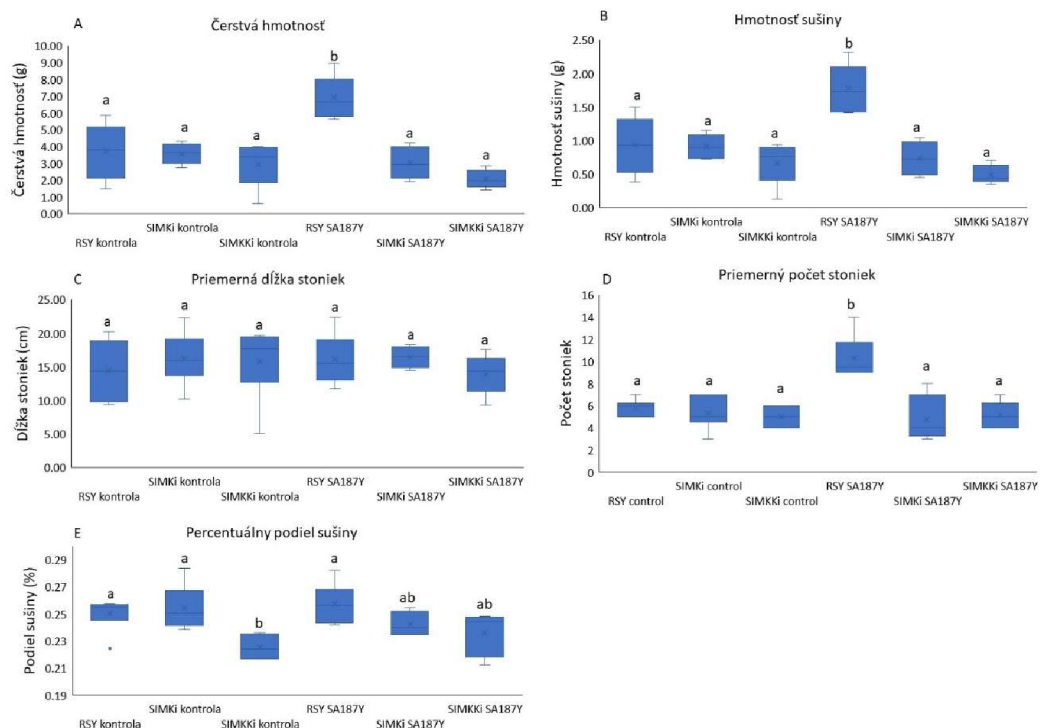 A
Čerstvá hmotnosť
Čerstvá hmotnosť (g)
10.00
9.00
8.00
7.00
6.00
5.00
4.00
3.00
2.00
1.00
0.00
a
a
a
b
a
a
SIMKi kontrola
RSY SA187Y
SIMKKi SA187Y
RSY kontrola
SIMKKi kontrola
SIMKi SA187Y
B
Hmotnosť sušiny
Hmotnosť sušiny (g)
2.50
2.00
1.50
1.00
0.50
0.00
a
a
a
b
a
a
SIMKi kontrola
RSY SA187Y
SIMKKi SA187Y
RSY kontrola
SIMKKi kontrola
SIMKi SA187Y
C
Priemerná dĺžka stoniek
Dĺžka stoniek (cm)
25.00
20.00
15.00
10.00
5.00
0.00
a
a
a
a
a
a
SIMKi kontrola
RSY SA187Y
SIMKKi SA187Y
RSY kontrola
SIMKKi kontrola
SIMKi SA187Y
D
Priemerný počet stoniek
Počet stoniek
16
14
12
10
8
6
4
2
0
a
a
a
b
a
a
SIMKi control
RSY SA187Y
SIMKKi SA187Y
RSY control
SIMKKi control
SIMKi SA187Y
E
Percentuálny podiel sušiny
Podiel sušiny (%)
0.29
0.27
0.25
0.23
0.21
0.19
a
a
b
a
ab
ab
SIMKi kontrola
RSY SA187Y
SIMKKi SA187Y
RSY kontrola
SIMKKi kontrola
SIMKi SA187Y